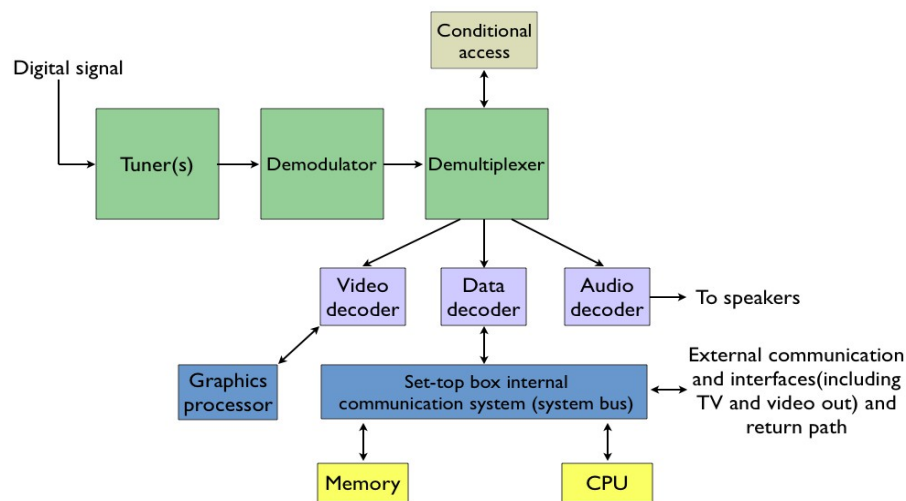 Conditional
access
Digital signal
Tuner(s)
Demodulator
Demultiplexer
Video
decoder
Data
decoder
Audio
decoder
To speakers
Graphics
processor
Set-top box internal
communication system (system bus)
External communication
and interfaces(including
TV and video out) and
return path
Memory
CPU